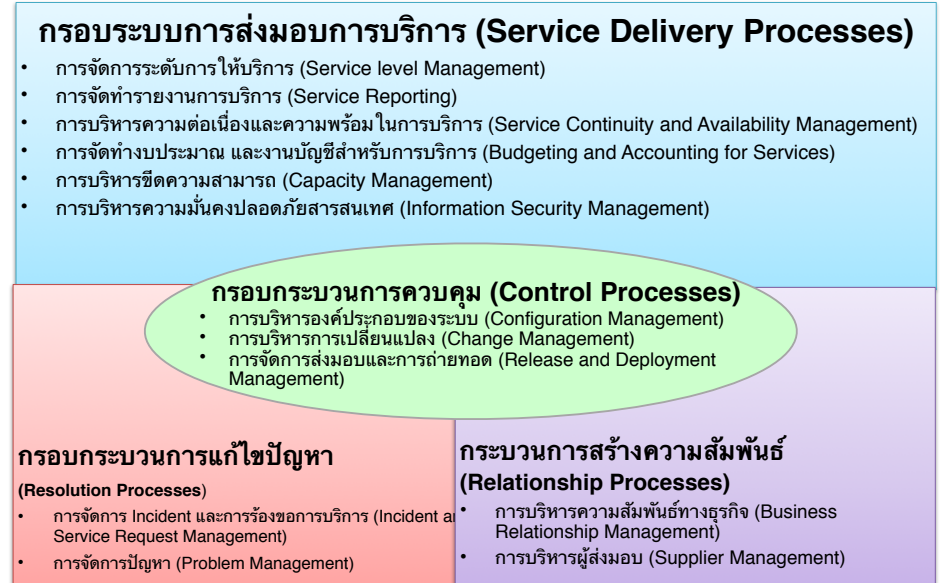 กรอบระบบการส่งมอบการบริการ (Service Delivery Processes)
• การจัดการระดับการให้บริการ (Service level Management)
• การจัดทำรายงานการบริการ (Service Reporting)
• การบริหารความต่อเนื่องและความพร้อมในการบริการ (Service Continuity and Availability Management)
• การจัดทำงบประมาณ และงานบัญชีสำหรับการบริการ (Budgeting and Accounting for Services)
• การบริหารขีดความสามารถ (Capacity Management)
• การบริหารความมั่นคงปลอดภัยสารสนเทศ (Information Security Management)
กรอบกระบวนการควบคุม (Control Processes)
• การบริหารองค์ประกอบของระบบ (Configuration Management)
• การบริหารการเปลี่ยนแปลง (Change Management)
• การจัดการส่งมอบและการถ่ายทอด (Release and Deployment
Management)
กรอบกระบวนการแก้ไขปัญหา
(Resolution Processes)
• การจัดการ Incident และการร้องขอการบริการ (Incident
Service Request Management)
• การจัดการปัญหา (Problem Management)
กระบวนการสร้างความสัมพันธ์
(Relationship Processes)
• การบริหารความสัมพันธ์ทางธุรกิจ (Business
Relationship Management)
• การบริหารผู้ส่งมอบ (Supplier Management)